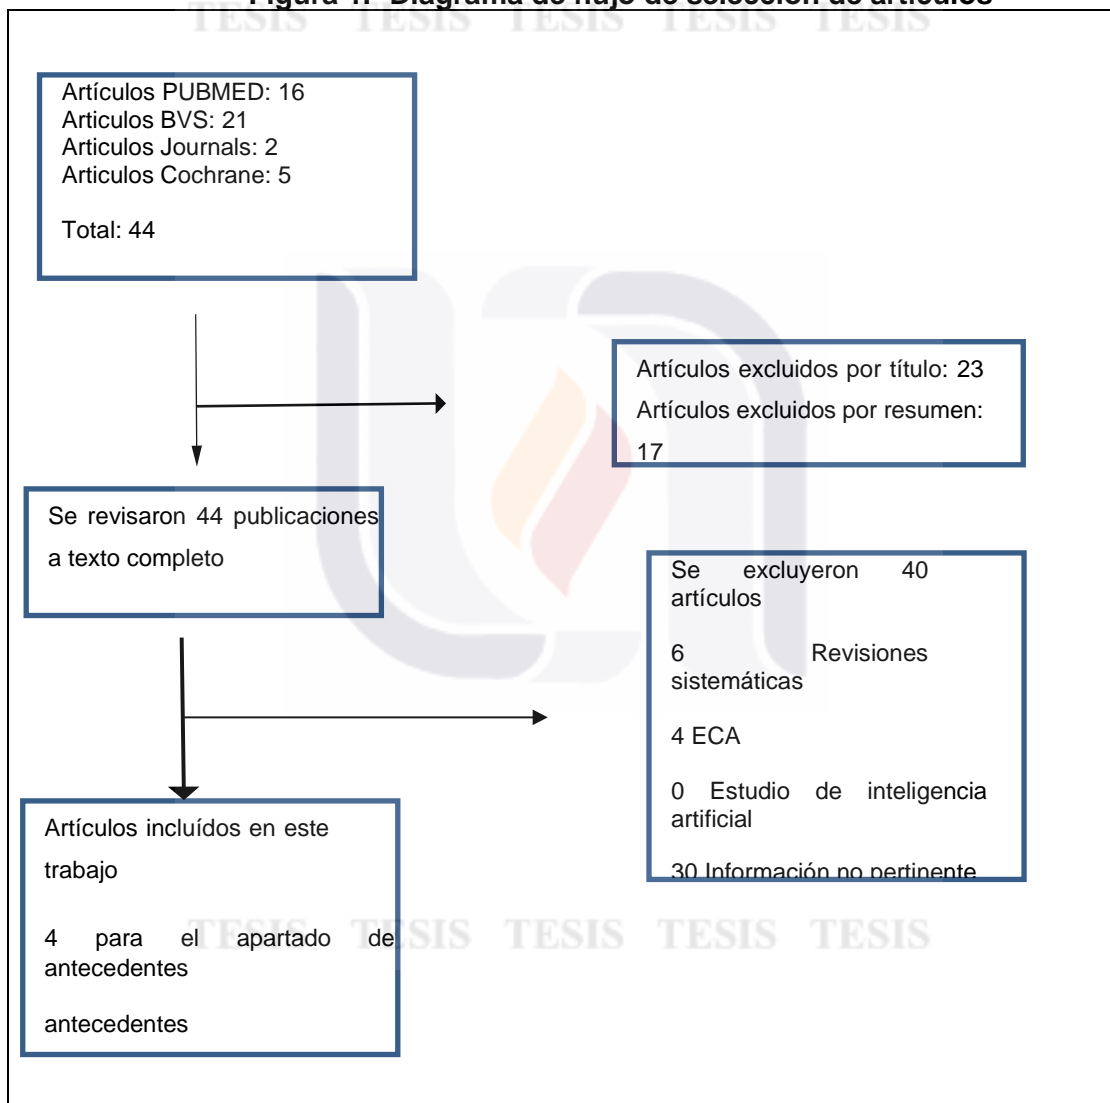 Figura 1. Diagrama de flujo de selección de artículos
TESIS TESIS TESIS TESIS TESIS
Artículos PUBMED: 16
Articulos BVS: 21
Articulos Journals: 2
Articulos Cochrane: 5
Total: 44
Artículos excluidos por título: 23
Artículos excluidos por resumen:
17
Se revisaron 44 publicaciones
a texto completo
Se excluyeron 40
artículos
6 Revisiones
sistemáticas
4 ECA
0 Estudio de inteligencia
artificial
30 Información no pertinente
Artículos incluídos en este
trabajo
4 para el apartado de
antecedentes
antecedentes
TESIS TESIS TESIS TESIS TESIS